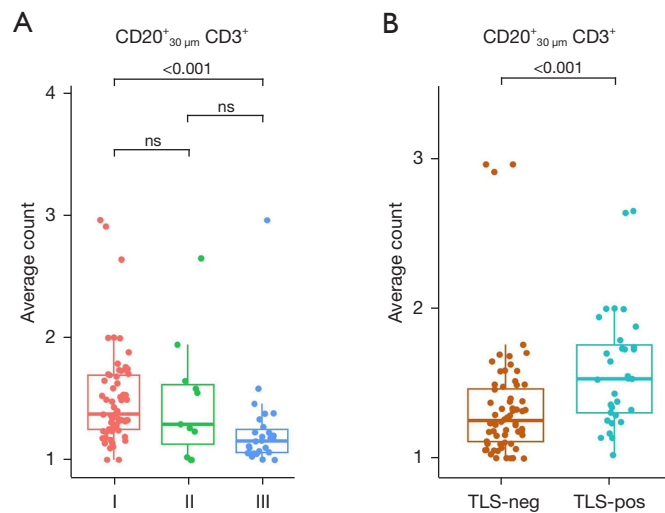 A
CD20⁺₃₀ μm CD3⁺
<0.001
ns
ns
Average count
4
3
2
1
I II III
B
CD20⁺₃₀ μm CD3⁺
<0.001
Average count
3
2
1
TLS-neg TLS-pos